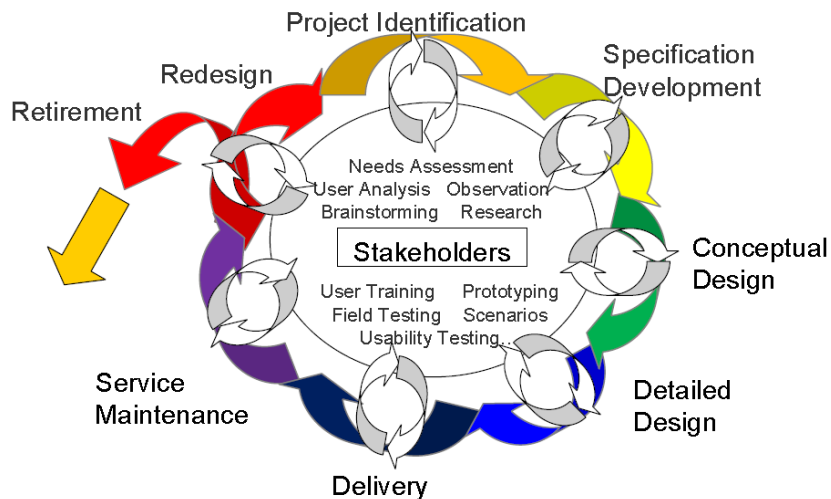 Project Identification
Specification
Development
Redesign
Retirement
Needs Assessment
User Analysis Observation
Brainstorming Research
Stakeholders
Conceptual
Design
User Training Prototyping
Field Testing Scenarios
Usability Testing...
Service
Maintenance
Detailed
Design
Delivery